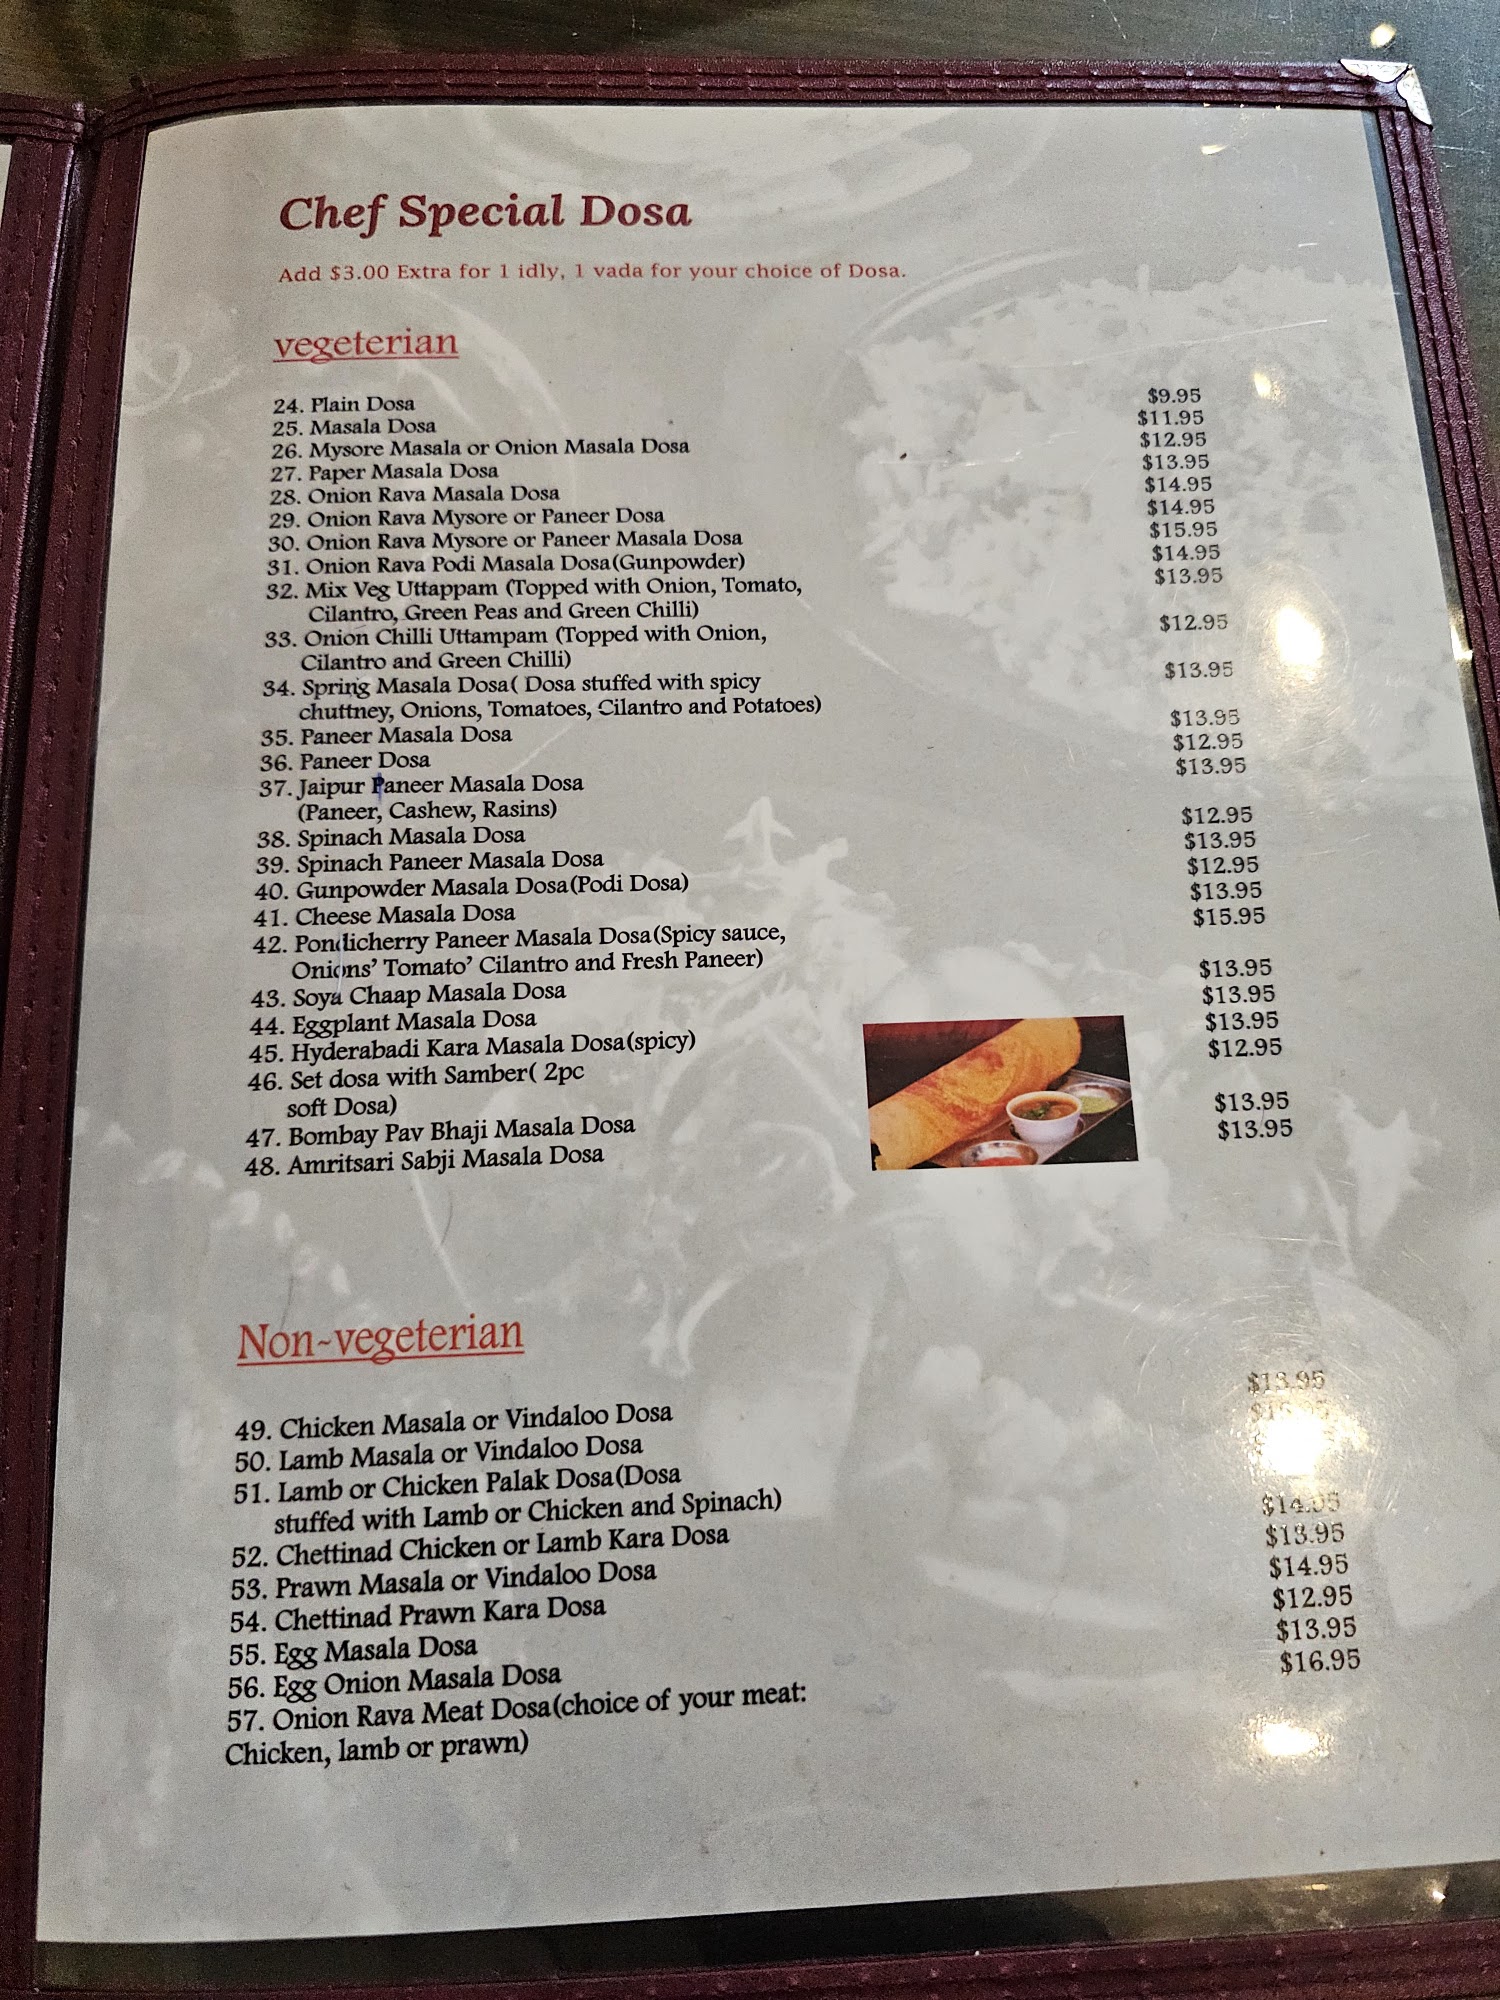 Chef Special Dosa
Add $3.00 Extra for 1 idly, 1 vada for your choice of Dosa.
vegeterian
24. Plain Dosa $9.95
25. Masala Dosa $11.95
26. Mysore Masala or Onion Masala Dosa $12.95
27. Paper Masala Dosa $13.95
28. Onion Rava Masala Dosa $14.95
29. Onion Rava Mysore or Paneer Dosa $14.95
30. Onion Rava Mysore or Paneer Masala Dosa $15.95
31. Onion Rava Podi Masala Dosa(Gunpowder) $14.95
32. Mix Veg Uttappam (Topped with Onion, Tomato, $13.95
Cilantro, Green Peas and Green Chilli)
33. Onion Chilli Uttampam (Topped with Onion, $12.95
Cilantro and Green Chilli)
34. Spring Masala Dosa( Dosa stuffed with spicy $13.95
chuttney, Onions, Tomatoes, Cilantro and Potatoes)
35. Paneer Masala Dosa $13.95
36. Paneer Dosa $12.95
37. Jaipur Paneer Masala Dosa $13.95
(Paneer, Cashew, Rasins)
38. Spinach Masala Dosa $12.95
39. Spinach Paneer Masala Dosa $13.95
40. Gunpowder Masala Dosa(Podi Dosa) $12.95
41. Cheese Masala Dosa $13.95
42. Pondicherry Paneer Masala Dosa(Spicy sauce, $15.95
Onions' Tomato' Cilantro and Fresh Paneer)
43. Soya Chaap Masala Dosa $13.95
44. Eggplant Masala Dosa $13.95
45. Hyderabadi Kara Masala Dosa(spicy) $13.95
46. Set dosa with Samber( 2pc $12.95
soft Dosa)
47. Bombay Pav Bhaji Masala Dosa $13.95
48. Amritsari Sabji Masala Dosa $13.95
Non-vegeterian
49. Chicken Masala or Vindaloo Dosa $13.95
50. Lamb Masala or Vindaloo Dosa
51. Lamb or Chicken Palak Dosa(Dosa
stuffed with Lamb or Chicken and Spinach)
52. Chettinad Chicken or Lamb Kara Dosa $14.95
53. Prawn Masala or Vindaloo Dosa $13.95
54. Chettinad Prawn Kara Dosa $14.95
55. Egg Masala Dosa $12.95
56. Egg Onion Masala Dosa $13.95
57. Onion Rava Meat Dosa(choice of your meat: $16.95
Chicken, lamb or prawn)